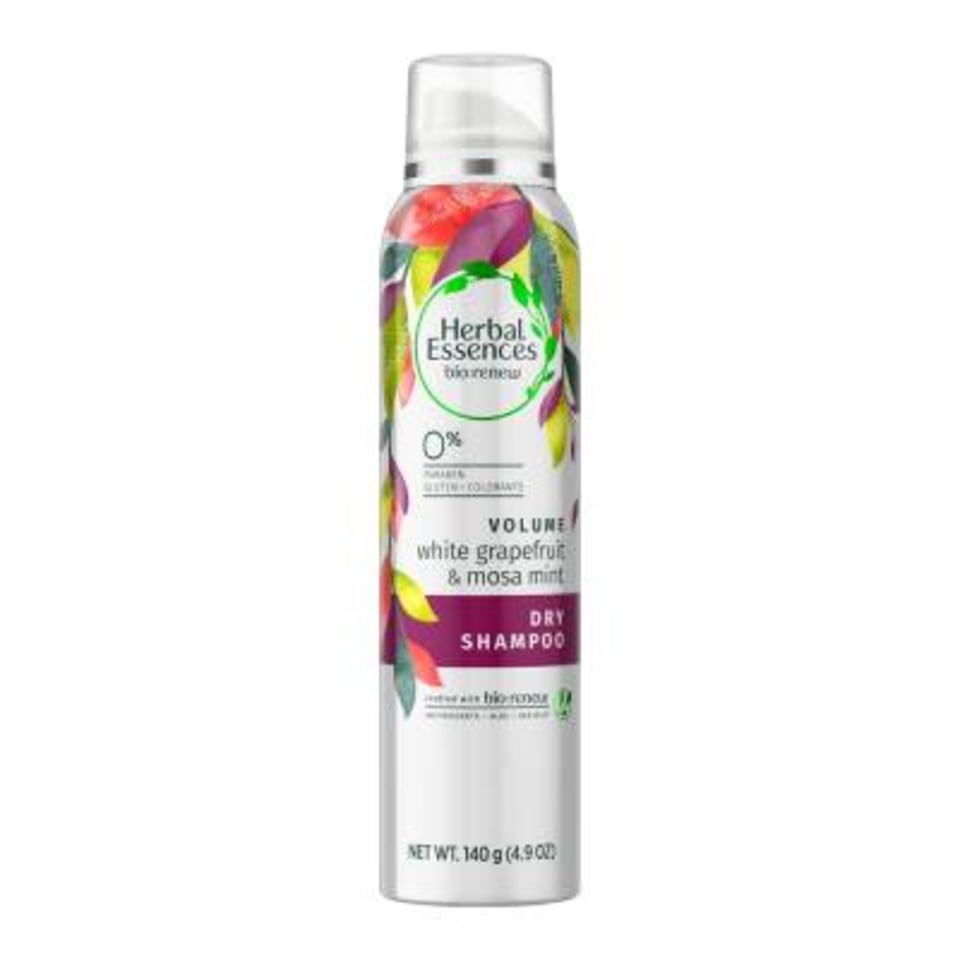 Herbal
Essences
bio:renew
0%
PARABEN
GLUTEN • COLORANTS
VOLUME
white grapefruit
& mosa mint
DRY
SHAMPOO
bio:renew
NET WT. 140 g (4.9 OZ)